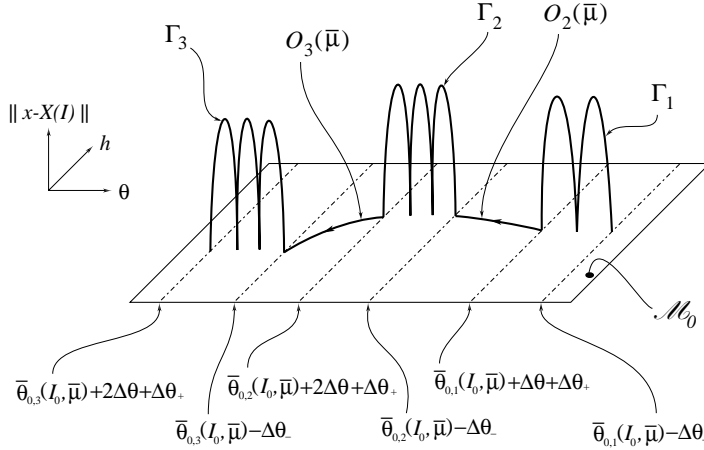 Γ₃
O₃(μ̄)
Γ₂
O₂(μ̄)
Γ₁
|| x-X(I) ||
h
θ
ℳ₀
θ̄₀,₃(I₀,μ̄)+2Δθ+Δθ₊
θ̄₀,₂(I₀,μ̄)+2Δθ+Δθ₊
θ̄₀,₁(I₀,μ̄)+Δθ+Δθ₊
θ̄₀,₃(I₀,μ̄)−Δθ₋
θ̄₀,₂(I₀,μ̄)−Δθ₋
θ̄₀,₁(I₀,μ̄)−Δθ₋